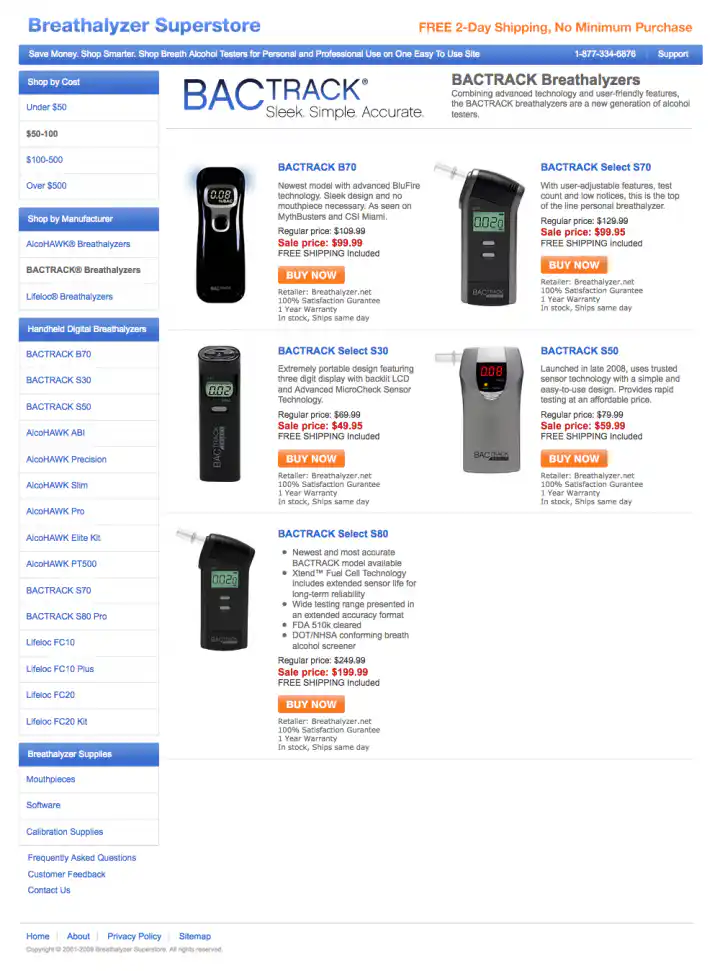 Breathalyzer Superstore
FREE 2-Day Shipping, No Minimum Purchase
Save Money. Shop Smarter. Shop Breath Alcohol Testers for Personal and Professional Use on One Easy To Use Site
1-877-334-6876
Support
Shop by Cost
Under $50
$50-100
$100-500
Over $500
Shop by Manufacturer
AlcoHAWK® Breathalyzers
BACTRACK® Breathalyzers
Lifeloc® Breathalyzers
Handheld Digital Breathalyzers
BACTRACK B70
BACTRACK S30
BACTRACK S50
AlcoHAWK ABI
AlcoHAWK Precision
AlcoHAWK Slim
AlcoHAWK Pro
AlcoHAWK Elite Kit
AlcoHAWK PT500
BACTRACK S70
BACTRACK S80 Pro
Lifeloc FC10
Lifeloc FC10 Plus
Lifeloc FC20
Lifeloc FC20 Kit
Breathalyzer Supplies
Mouthpieces
Software
Calibration Supplies
Frequently Asked Questions
Customer Feedback
Contact Us
BACTRACK®
Sleek. Simple. Accurate.
BACTRACK Breathalyzers
Combining advanced technology and user-friendly features,
the BACTRACK breathalyzers are a new generation of alcohol
testers.
0.08
%BAC
BACTRACK
BACTRACK B70
Newest model with advanced BluFire
technology. Sleek design and no
mouthpiece necessary. As seen on
MythBusters and CSI Miami.
Regular price: $109.99
Sale price: $99.99
FREE SHIPPING Included
BUY NOW
Retailer: Breathalyzer.net
100% Satisfaction Gurantee
1 Year Warranty
In stock, Ships same day
BACTRACK
BACTRACK Select S70
With user-adjustable features, test
count and low notices, this is the top
of the line personal breathalyzer.
Regular price: $129.99
Sale price: $99.95
FREE SHIPPING included
BUY NOW
Retailer: Breathalyzer.net
100% Satisfaction Gurantee
1 Year Warranty
In stock, Ships same day
0.02
BACTRACK
BACTRACK Select S30
Extremely portable design featuring
three digit display with backlit LCD
and Advanced MicroCheck Sensor
Technology.
Regular price: $69.99
Sale price: $49.95
FREE SHIPPING Included
BUY NOW
Retailer: Breathalyzer.net
100% Satisfaction Gurantee
1 Year Warranty
In stock, Ships same day
0.08
BACTRACK
BACTRACK S50
Launched in late 2008, uses trusted
sensor technology with a simple and
easy-to-use design. Provides rapid
testing at an affordable price.
Regular price: $79.99
Sale price: $59.99
FREE SHIPPING Included
BUY NOW
Retailer: Breathalyzer.net
100% Satisfaction Gurantee
1 Year Warranty
In stock, Ships same day
BACTRACK
BACTRACK Select S80
Newest and most accurate
BACTRACK model available
Xtend™ Fuel Cell Technology
includes extended sensor life for
long-term reliability
Wide testing range presented in
an extended accuracy format
FDA 510k cleared
DOT/NHSA conforming breath
alcohol screener
Regular price: $249.99
Sale price: $199.99
FREE SHIPPING Included
BUY NOW
Retailer: Breathalyzer.net
100% Satisfaction Gurantee
1 Year Warranty
In stock, Ships same day
Home
About
Privacy Policy
Sitemap
Copyright © 2001-2009 Breathalyzer Superstore. All rights reserved.